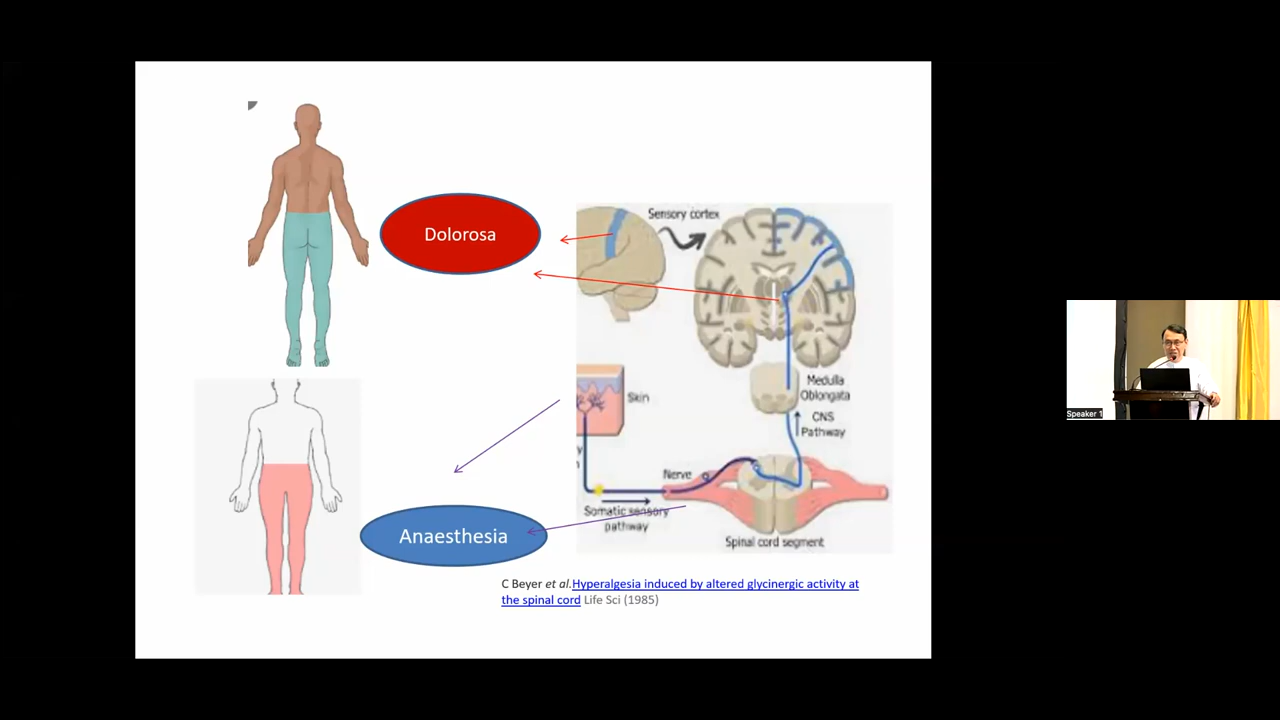 Dolorosa
Sensory cortex
Skin
Medulla
Oblongata
CNS
Pathway
y
n
Nerve
Somatic sensory
pathway
Spinal cord segment
Anaesthesia
C Beyer et al.Hyperalgesia induced by altered glycinergic activity at
the spinal cord Life Sci (1985)
Speaker 1